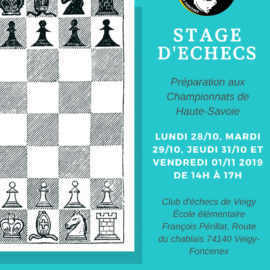 STAGE
D'ECHECS
Préparation aux
Championnats de
Haute-Savoie
LUNDI 28/10, MARDI
29/10, JEUDI 31/10 ET
VENDREDI 01/11 2019
DE 14H À 17H
Club d'échecs de Veigy
École élémentaire
François Périllat, Route
du chablais 74140 Veigy-
Foncenex